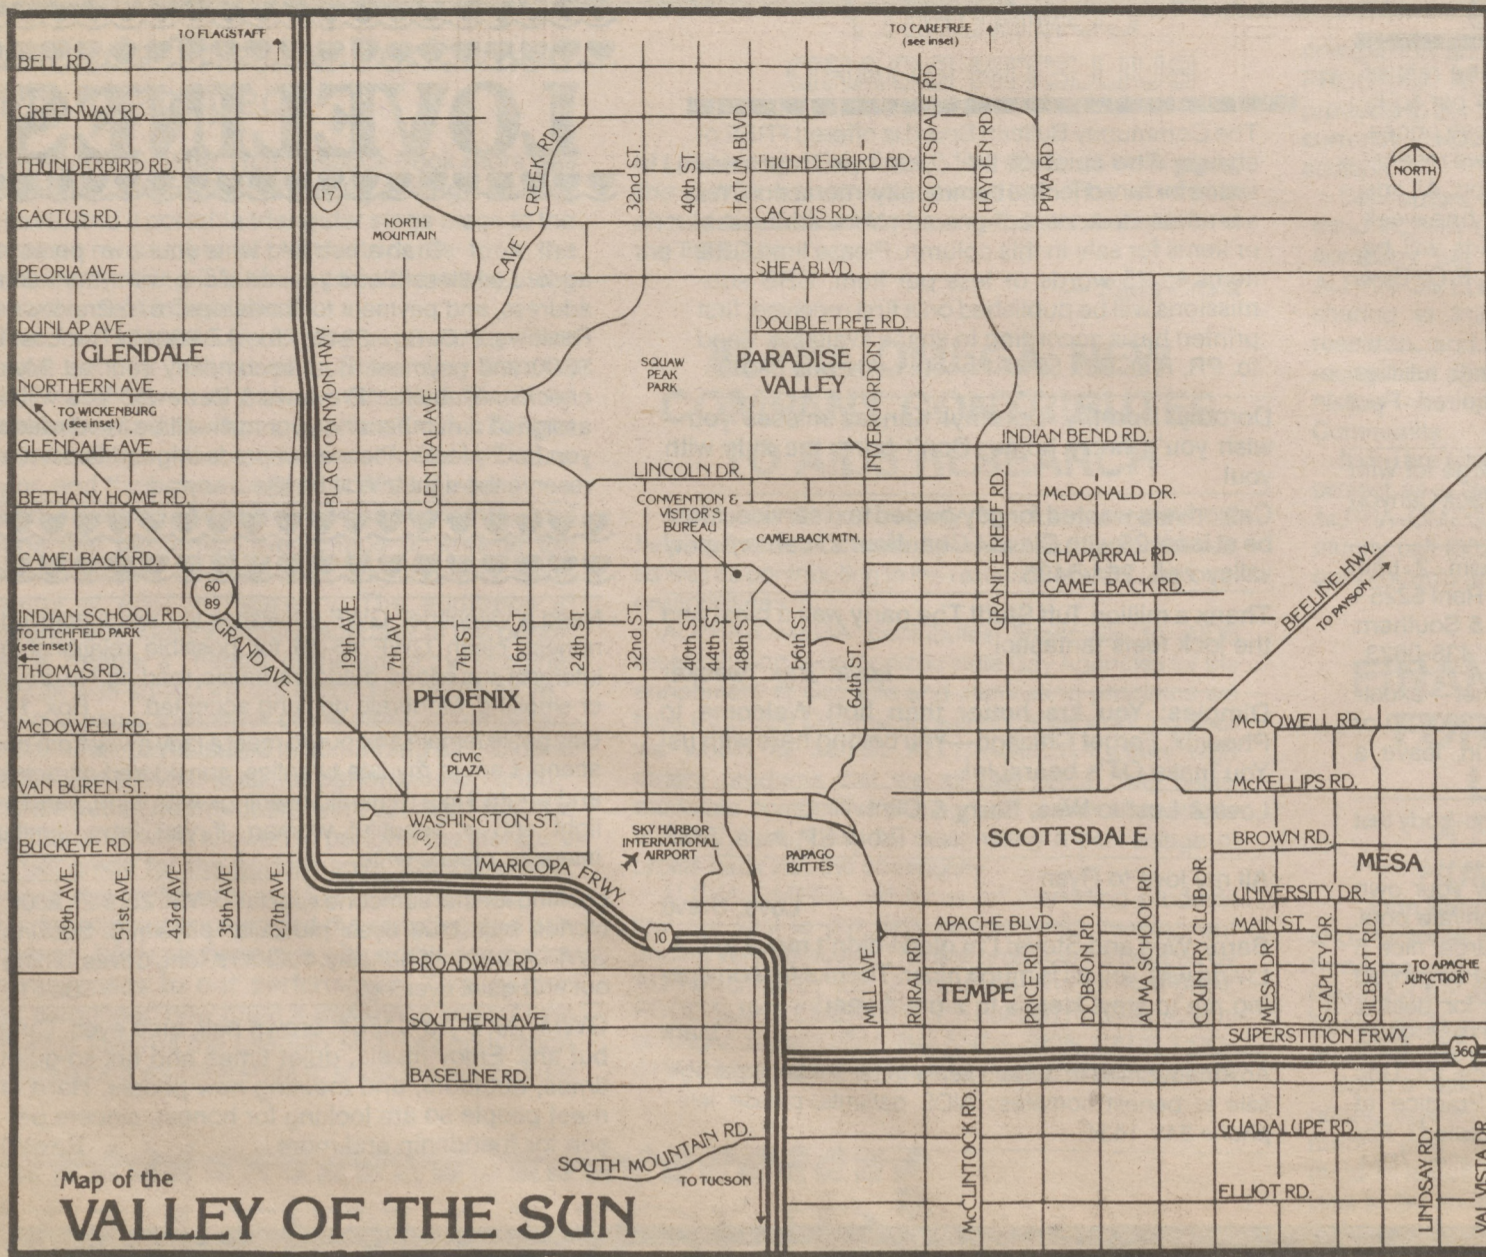 TO FLAGSTAFF
TO CAREFREE
(see inset)
BELL RD.
GREENWAY RD.
THUNDERBIRD RD.
CACTUS RD.
PEORIA AVE.
DUNLAP AVE.
GLENDALE
NORTHERN AVE.
TO WICKENBURG
(see inset)
GLENDALE AVE.
BETHANY HOME RD.
CAMELBACK RD.
60
89
INDIAN SCHOOL RD.
TO LITCHFIELD PARK
(see inset)
THOMAS RD.
GRAND AVE.
McDOWELL RD.
VAN BUREN ST.
BUCKEYE RD
59th AVE.
51st AVE.
43rd AVE.
35th AVE.
27th AVE.
17
BLACK CANYON HWY.
NORTH
MOUNTAIN
CAVE CREEK RD.
CENTRAL AVE.
19th AVE.
7th AVE.
7th ST.
16th ST.
24th ST.
32nd ST.
40th ST.
44th ST.
48th ST.
56th ST.
64th ST.
PHOENIX
CIVIC
PLAZA
WASHINGTON ST.
(01)
MARICOPA FRWY.
SKY HARBOR
INTERNATIONAL
AIRPORT
PAPAGO
BUTTES
10
BROADWAY RD.
SOUTHERN AVE.
BASELINE RD.
SOUTH MOUNTAIN RD.
TO TUCSON
32nd ST.
40th ST.
TATUM BLVD
THUNDERBIRD RD.
CACTUS RD.
SHEA BLVD.
DOUBLETREE RD.
PARADISE
VALLEY
SQUAW
PEAK
PARK
INVERGORDON
LINCOLN DR.
CONVENTION &
VISITOR'S
BUREAU
CAMELBACK MTN.
SCOTTSDALE RD.
HAYDEN RD.
PIMA RD.
NORTH
INDIAN BEND RD.
GRANITE REEF RD.
McDONALD DR.
CHAPARRAL RD.
CAMELBACK RD.
BEELINE HWY.
TO PAYSON
McDOWELL RD.
McKELLIPS RD.
SCOTTSDALE
BROWN RD.
MESA
UNIVERSITY DR.
APACHE BLVD.
MAIN ST.
TEMPE
MILL AVE.
RURAL RD.
PRICE RD.
DOBSON RD.
ALMA SCHOOL RD.
COUNTRY CLUB DR.
MESA DR.
STAPLEY DR.
GILBERT RD.
TO APACHE
JUNCTION
SUPERSTITION FRWY.
360
McCLINTOCK RD.
GUADALUPE RD.
ELLIOT RD.
LINDSAY RD.
VAL VISTA DR.
Map of the
VALLEY OF THE SUN